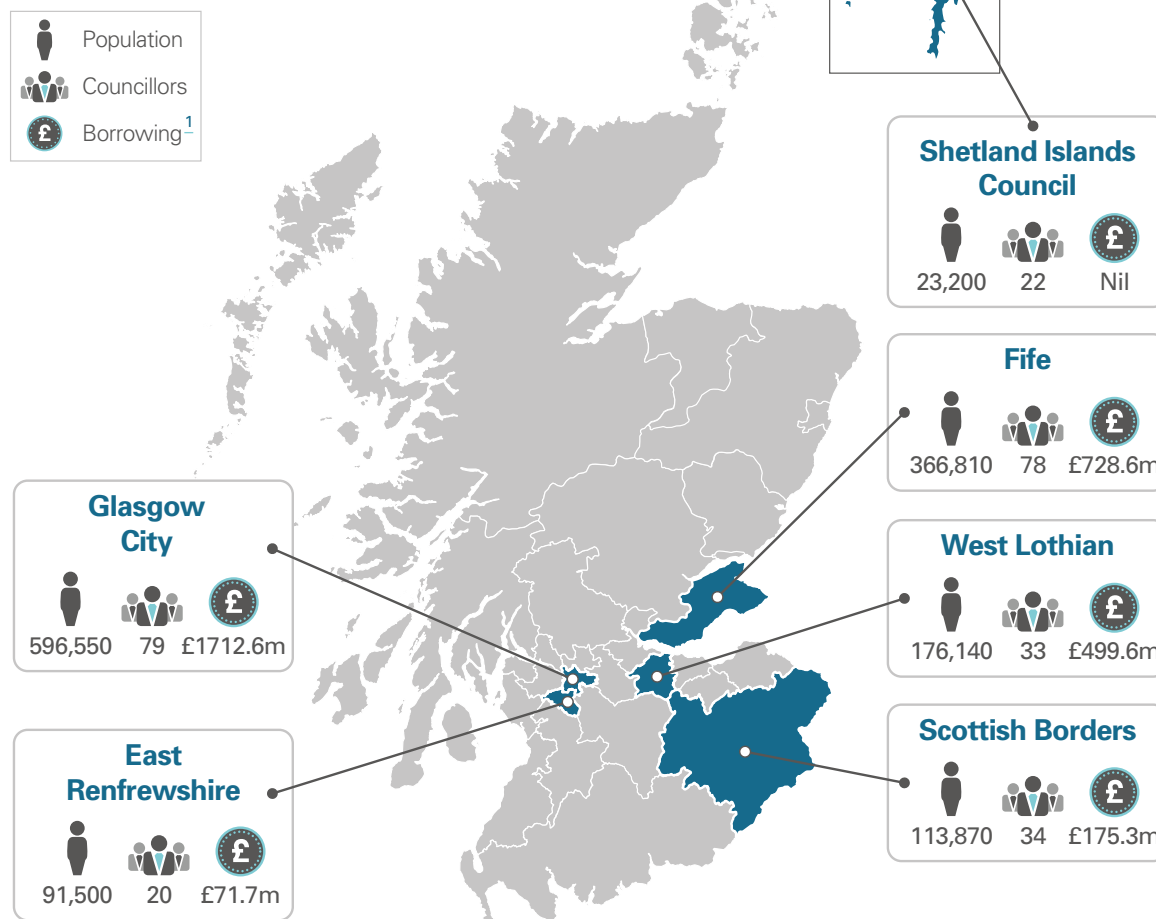 Population
Councillors
£ Borrowing1
Shetland Islands
Council
£
23,200 22 Nil
Fife
£
366,810 78 £728.6m
Glasgow
City
£
596,550 79 £1712.6m
West Lothian
£
176,140 33 £499.6m
Scottish Borders
£
113,870 34 £175.3m
East
Renfrewshire
£
91,500 20 £71.7m